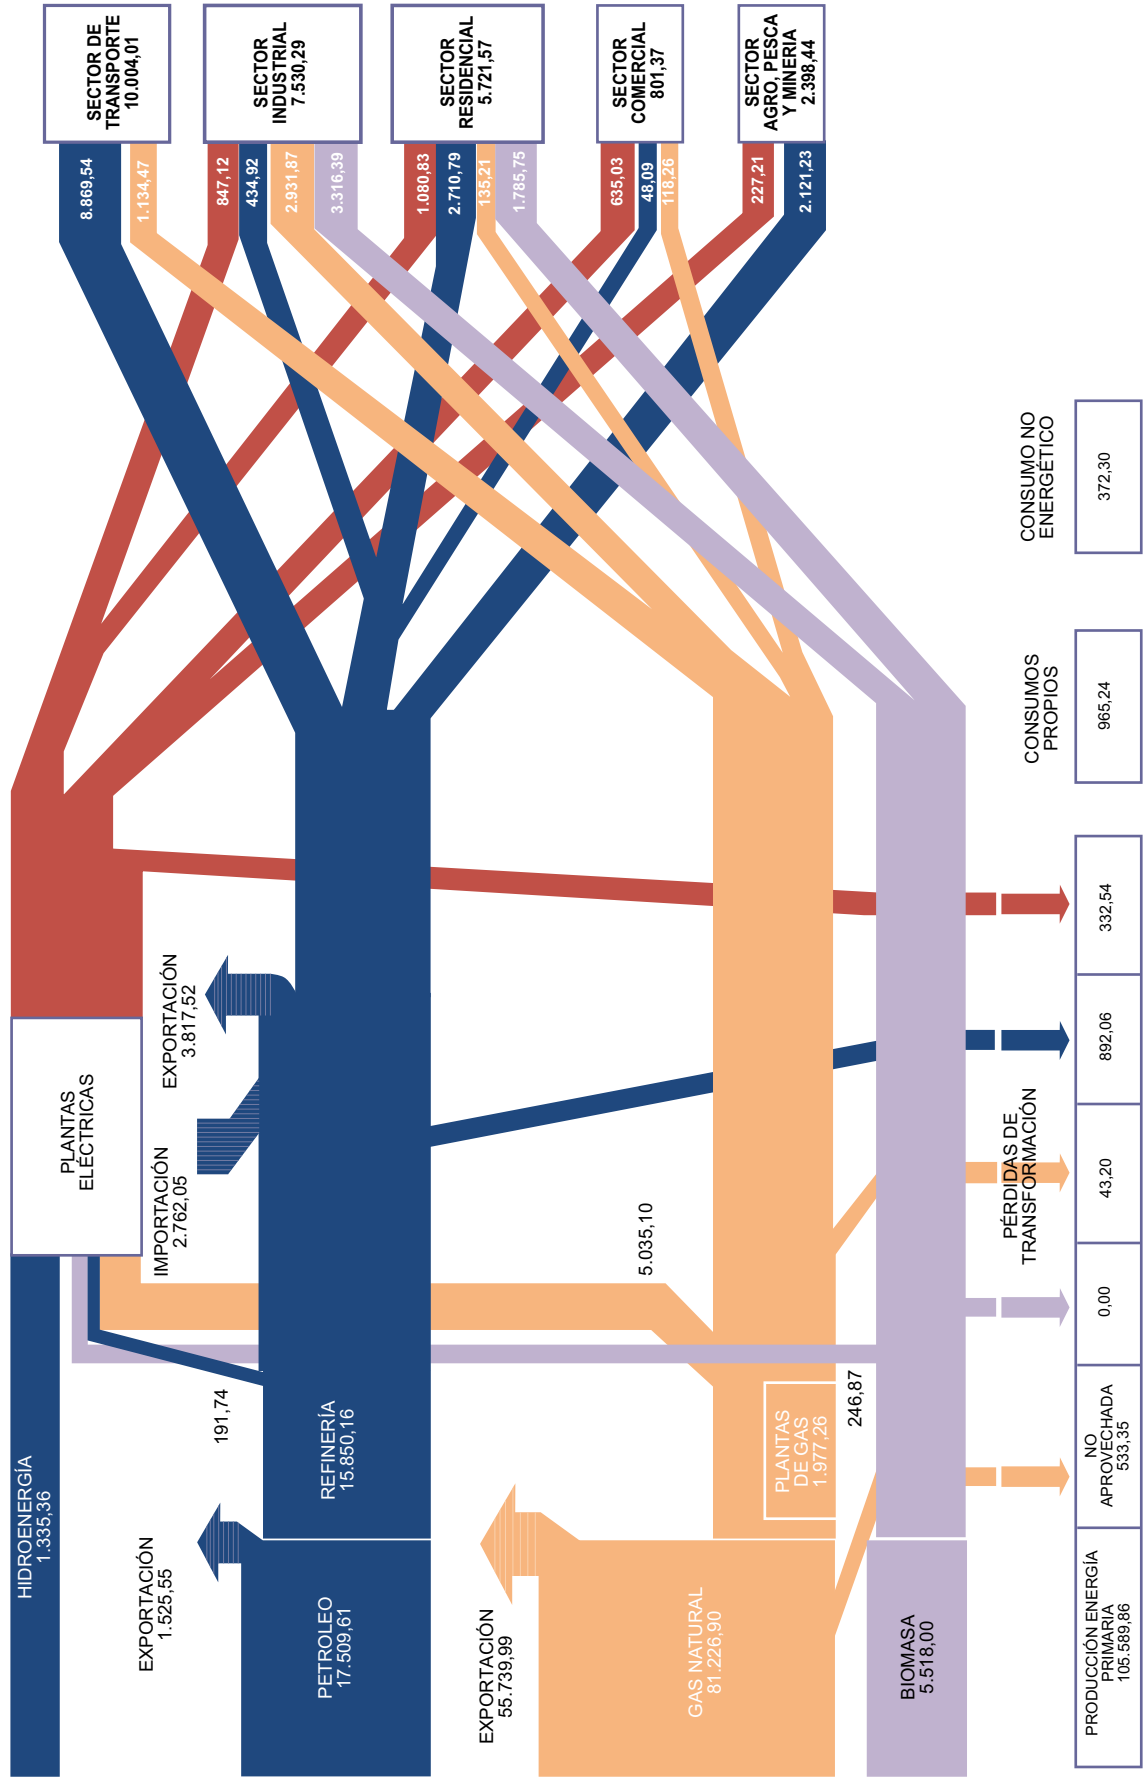 HIDROENERGÍA
1.335,36
PLANTAS
ELÉCTRICAS
SECTOR DE
TRANSPORTE
10.004,01
8.869,54
1.134,47
SECTOR
INDUSTRIAL
7.530,29
847,12
434,92
2.931,87
3.316,39
SECTOR
RESIDENCIAL
5.721,57
1.080,83
2.710,79
135,21
1.785,75
SECTOR
COMERCIAL
801,37
635,03
48,09
118,26
SECTOR
AGRO, PESCA
Y MINERIA
2.398,44
227,21
2.121,23
EXPORTACIÓN
1.525,55
191,74
IMPORTACIÓN
2.762,05
EXPORTACIÓN
3.817,52
PETROLEO
17.509,61
REFINERÍA
15.850,16
EXPORTACIÓN
55.739,99
5.035,10
GAS NATURAL
81.226,90
PLANTAS
DE GAS
1.977,26
246,87
BIOMASA
5.518,00
PÉRDIDAS DE
TRANSFORMACIÓN
CONSUMOS
PROPIOS
CONSUMO NO
ENERGÉTICO
PRODUCCIÓN ENERGÍA
PRIMARIA
105.589,86
NO
APROVECHADA
533,35
0,00
43,20
892,06
332,54
965,24
372,30